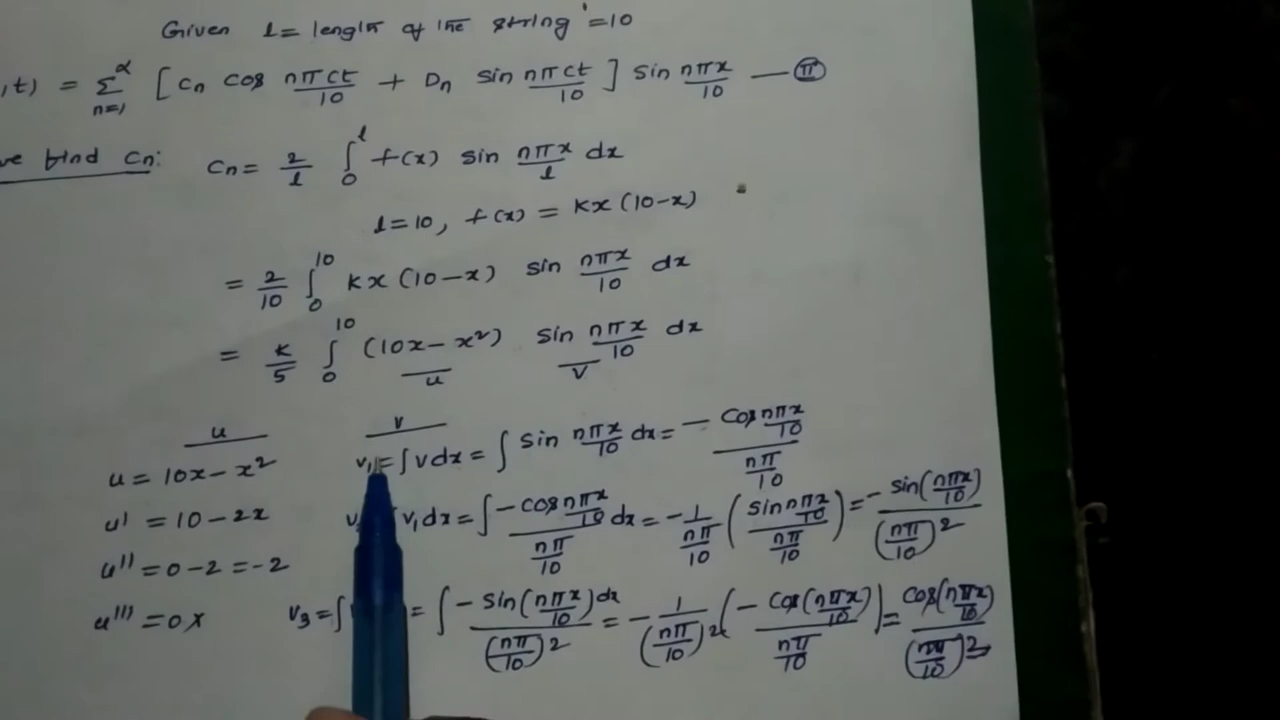 Given l = length of the string = 10
,t) = Σ_{n=1}^{∝} [ Cn cos nπct/10 + Dn sin nπct/10 ] sin nπx/10 — (II)
we find Cn: Cn = 2/l ∫_0^l f(x) sin nπx/l dx
l=10, f(x) = Kx(10-x)
= 2/10 ∫_0^10 Kx(10-x) sin nπx/10 dx
= K/5 ∫_0^10 (10x-x²) sin nπx/10 dx
u v
u v
u = 10x-x² v₁=∫vdx = ∫ sin nπx/10 dx = - cos nπx/10 / nπ/10
u' = 10-2x v v₁dx = ∫ -cos nπx/10 / nπ/10 dx = - 1/(nπ/10) ( sin nπx/10 / nπ/10 ) = - sin(nπx/10) / (nπ/10)²
u'' = 0-2 = -2
u''' = 0x v₃ = ∫ = ∫ - sin(nπx/10) dx / (nπ/10)² = - 1/(nπ/10)² ( - cos(nπx/10) / nπ/10 ) = cos(nπx/10) / (nπ/10)³